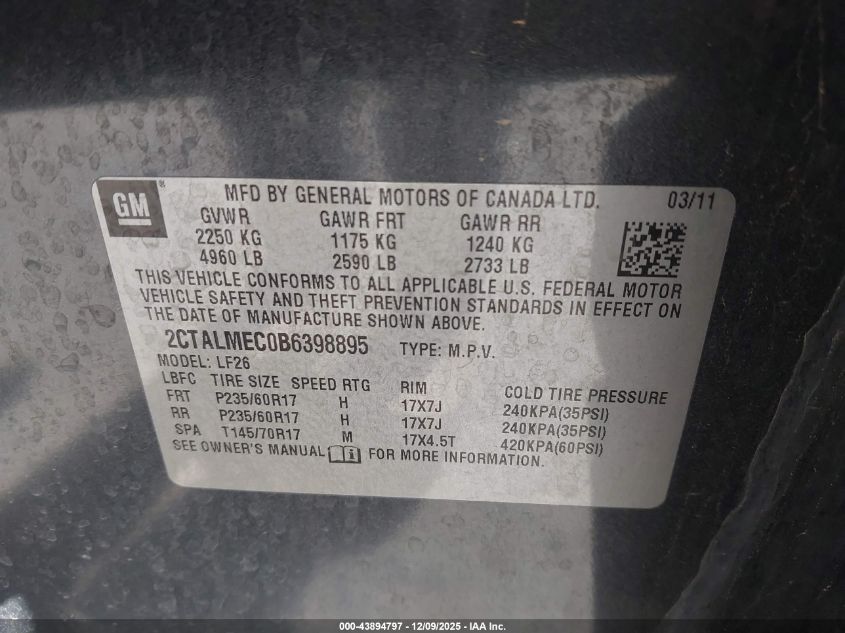 GM® MFD BY GENERAL MOTORS OF CANADA LTD. 03/11
GVWR GAWR FRT GAWR RR
2250 KG 1175 KG 1240 KG
4960 LB 2590 LB 2733 LB
THIS VEHICLE CONFORMS TO ALL APPLICABLE U.S. FEDERAL MOTOR
VEHICLE SAFETY AND THEFT PREVENTION STANDARDS IN EFFECT ON
THE DATE OF MANUFACTURE SHOWN ABOVE.
2CTALMEC0B6398895 TYPE: M.P.V.
MODEL: LF26
LBFC TIRE SIZE SPEED RTG RIM COLD TIRE PRESSURE
FRT P235/60R17 H 17X7J 240KPA(35PSI)
RR P235/60R17 H 17X7J 240KPA(35PSI)
SPA T145/70R17 M 17X4.5T 420KPA(60PSI)
SEE OWNER'S MANUAL FOR MORE INFORMATION.
000-43894797 - 12/09/2025 - IAA Inc.